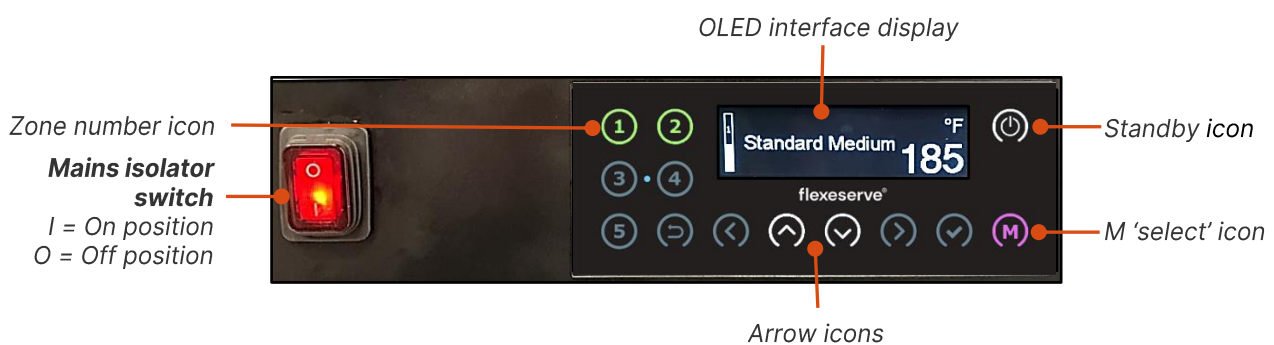 OLED interface display
Zone number icon
Mains isolator
switch
I = On position
O = Off position
O
I
1 2
3 4
5
1
Standard Medium
°F
185
flexeserve®
M
Standby icon
M ‘select’ icon
Arrow icons